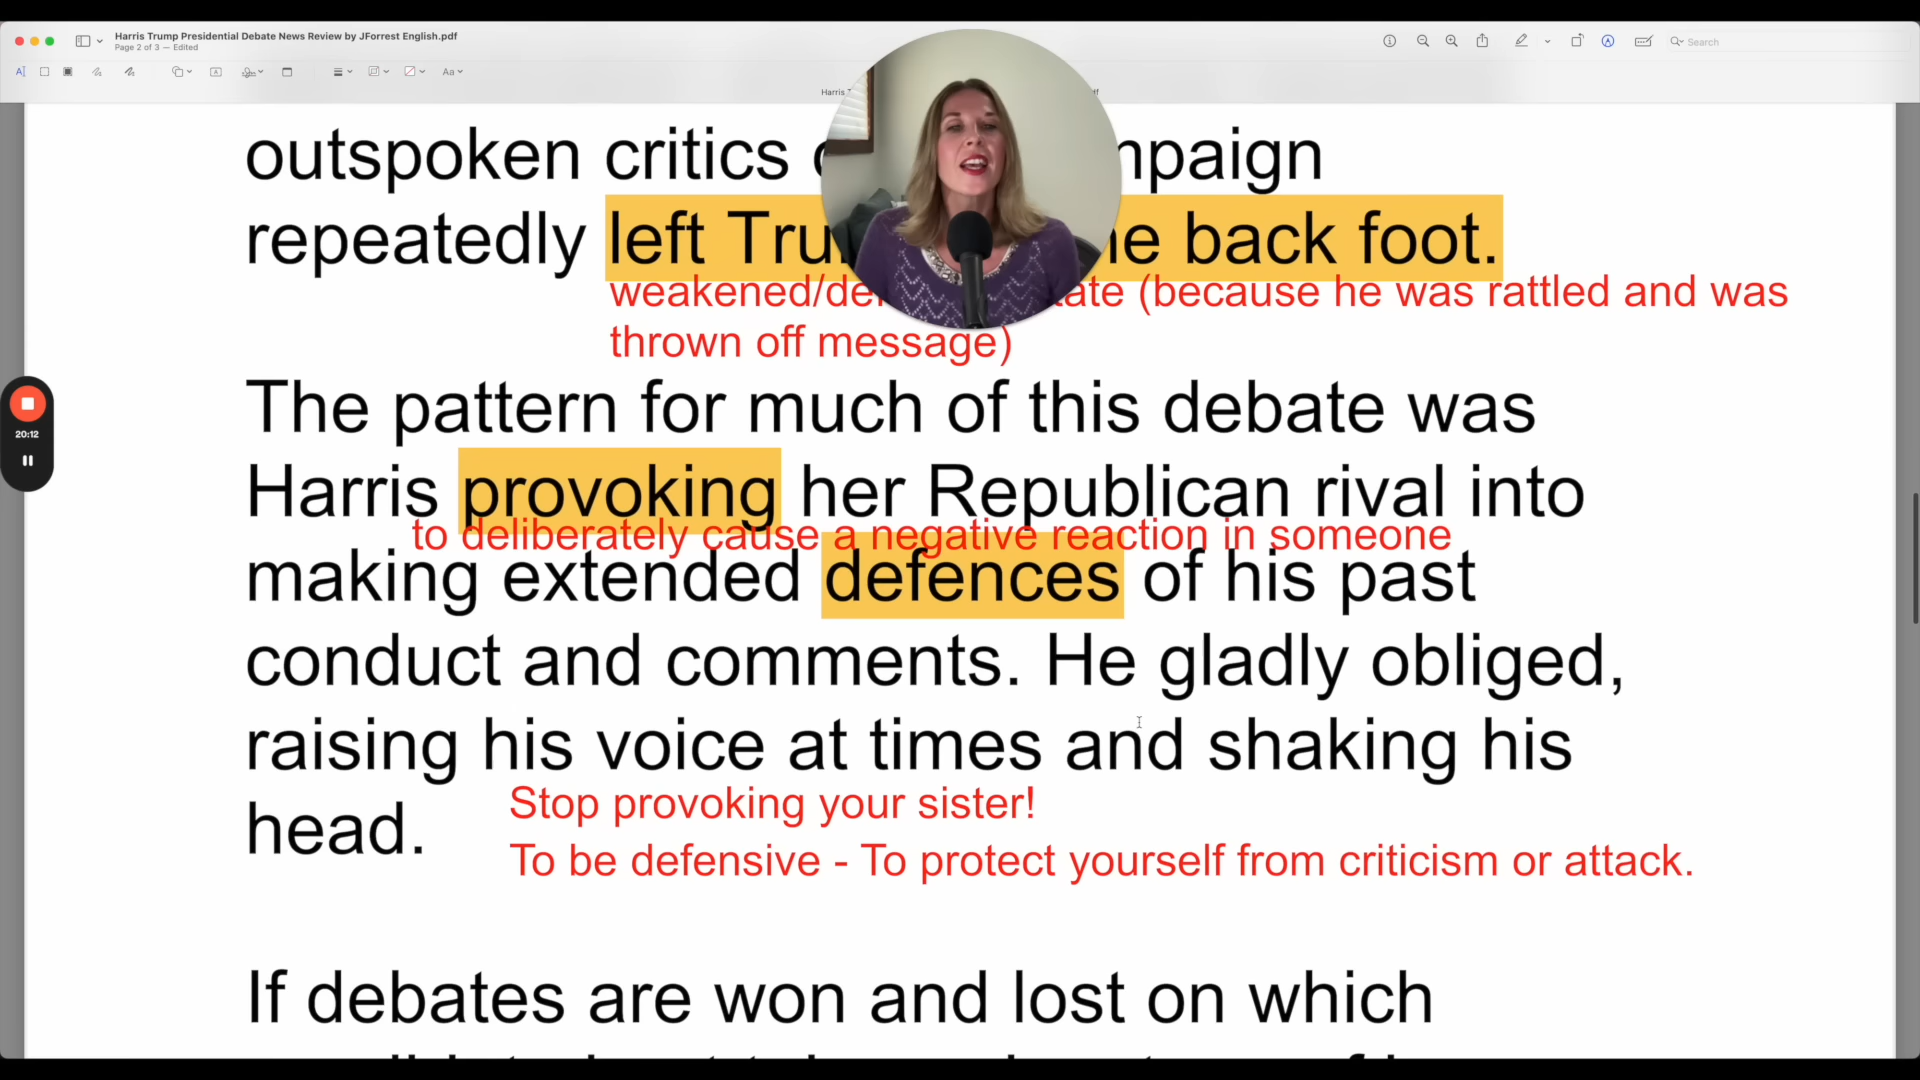 Harris Trump Presidential Debate News Review by JForrest English.pdf
Page 2 of 3 — Edited
Search
Aa
Harris
outspoken critics
repeatedly left back foot.
weakened/ (because he was rattled and was
thrown off message)
The pattern for much of this debate was
20:12
Harris provoking her Republican rival into
to deliberately cause a negative reaction in someone
making extended defences of his past
conduct and comments. He gladly obliged,
raising his voice at times and shaking his
Stop provoking your sister!
head.
To be defensive - To protect yourself from criticism or attack.
If debates are won and lost on which